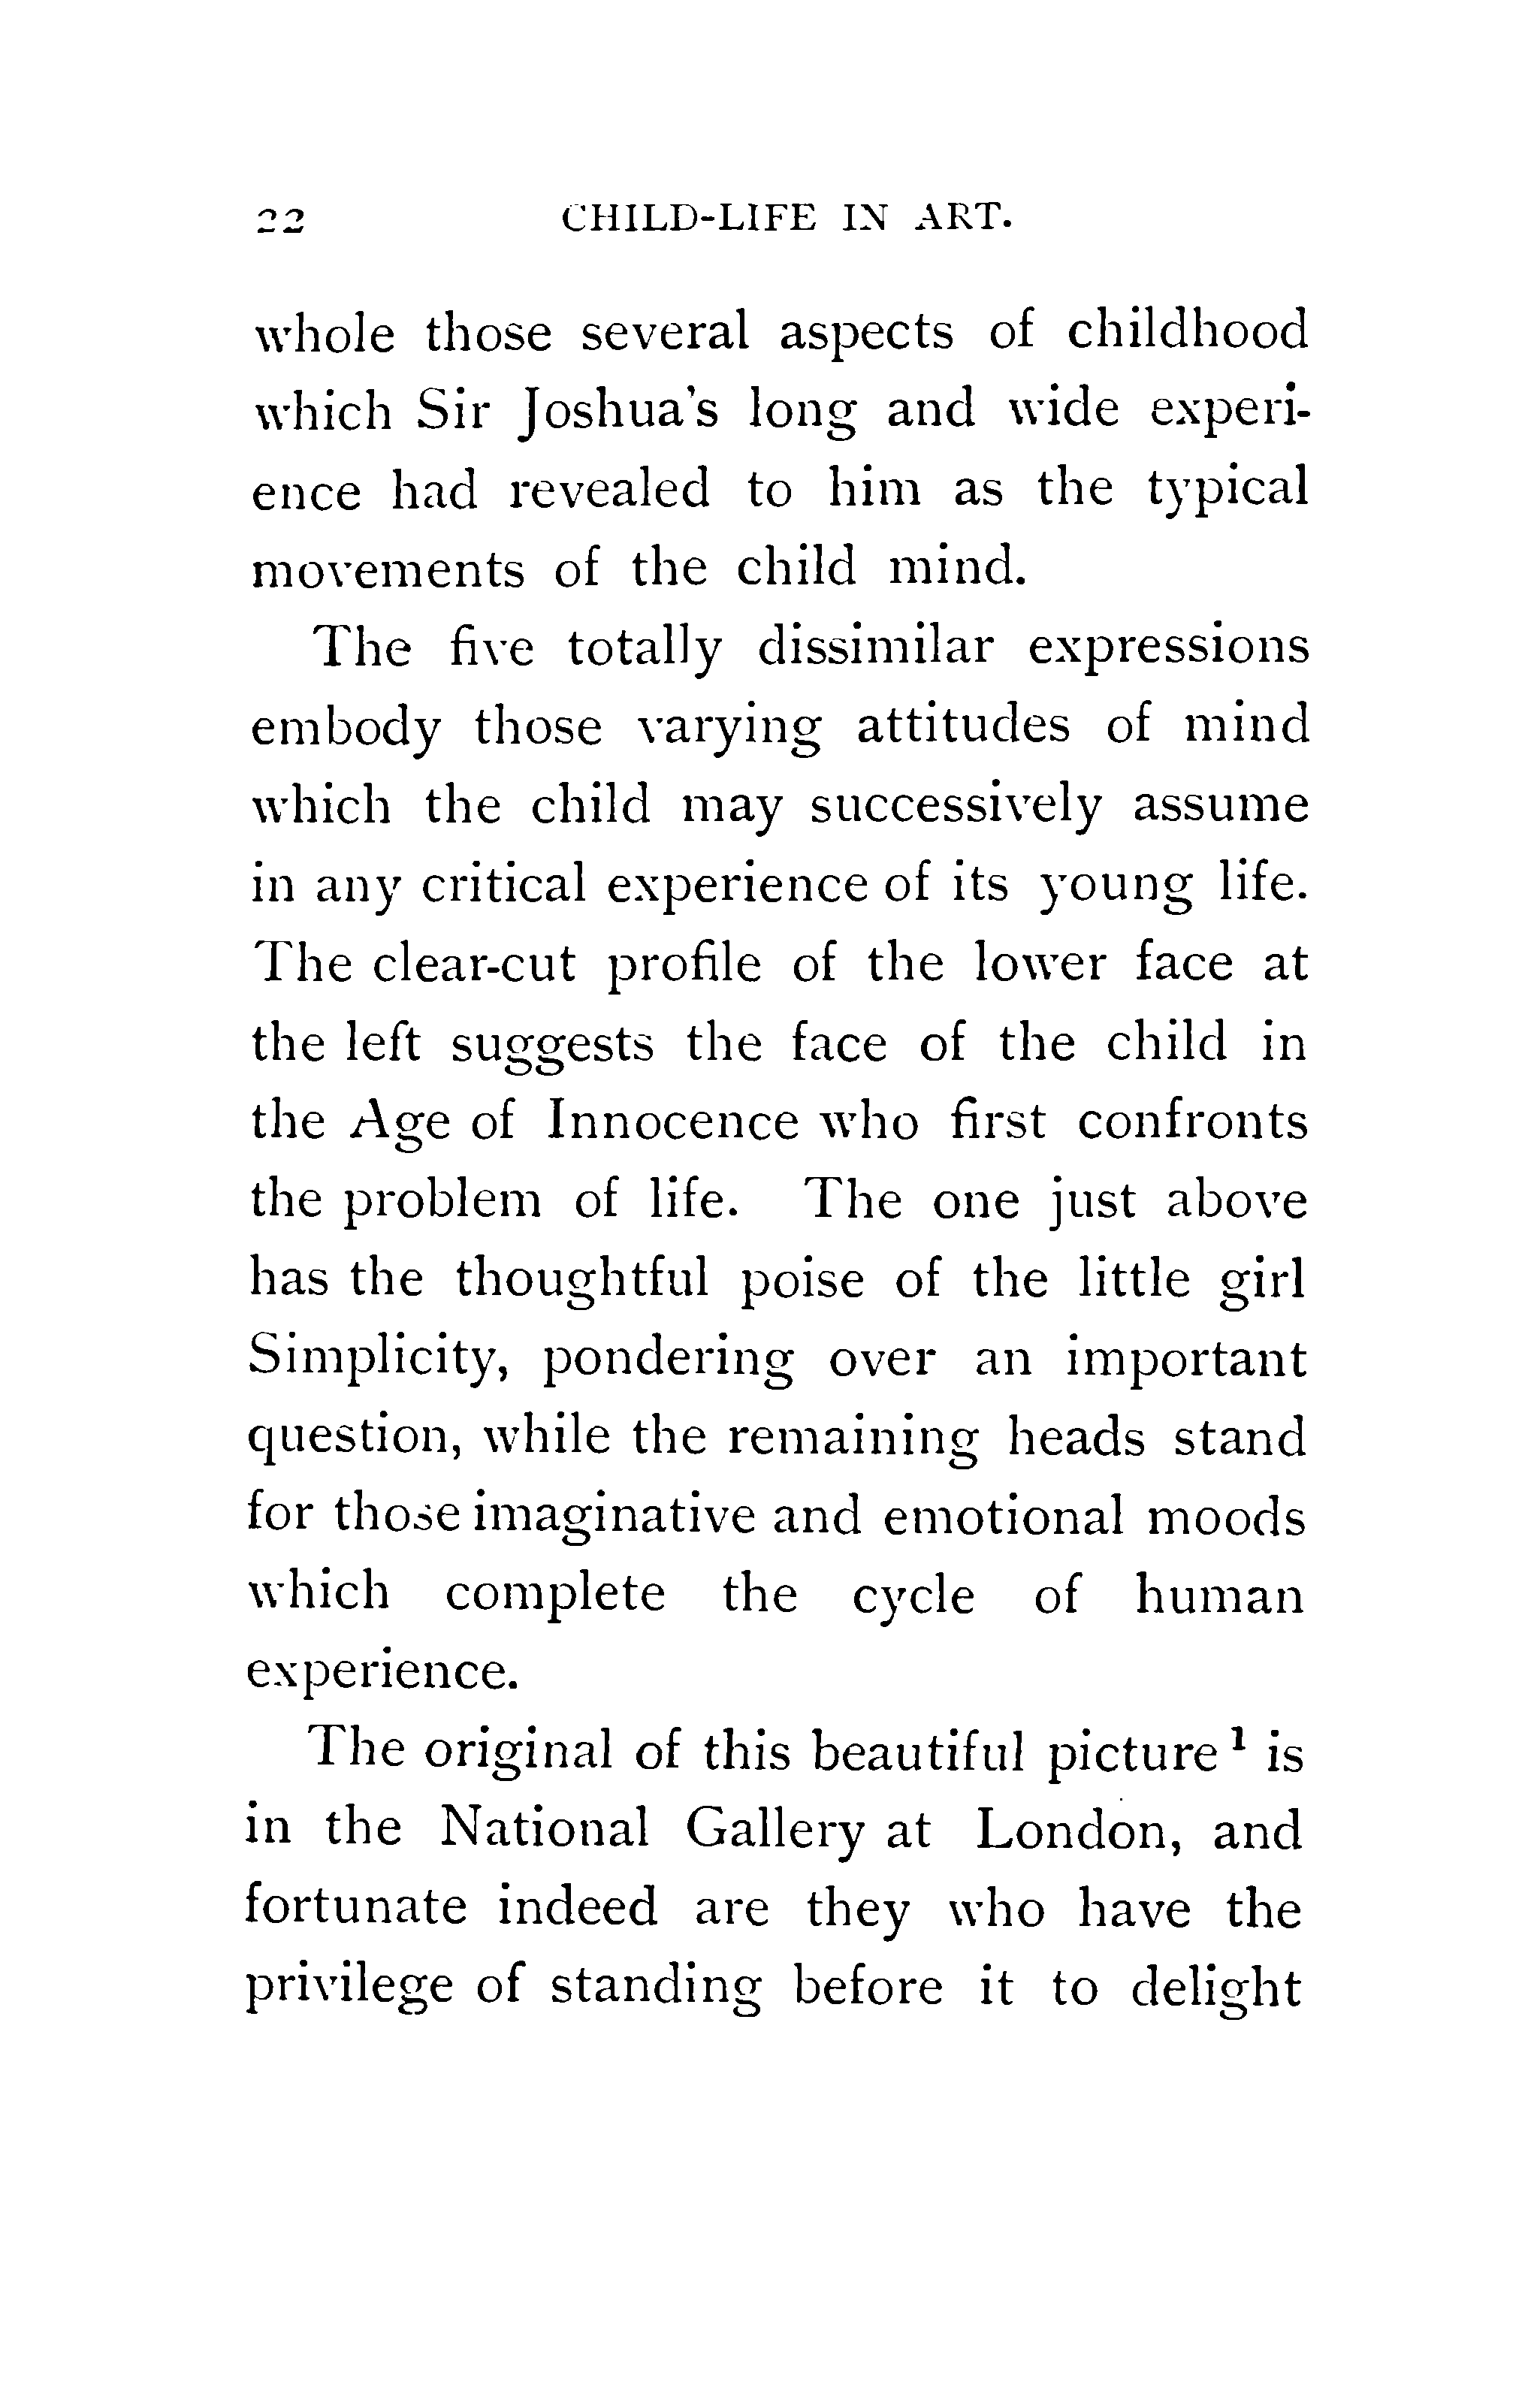 22 CHILD-LIFE IN ART.
whole those several aspects of childhood
which Sir Joshua's long and wide experi-
ence had revealed to him as the typical
movements of the child mind.
The five totally dissimilar expressions
embody those varying attitudes of mind
which the child may successively assume
in any critical experience of its young life.
The clear-cut profile of the lower face at
the left suggests the face of the child in
the Age of Innocence who first confronts
the problem of life. The one just above
has the thoughtful poise of the little girl
Simplicity, pondering over an important
question, while the remaining heads stand
for those imaginative and emotional moods
which complete the cycle of human
experience.
The original of this beautiful picture¹ is
in the National Gallery at London, and
fortunate indeed are they who have the
privilege of standing before it to delight